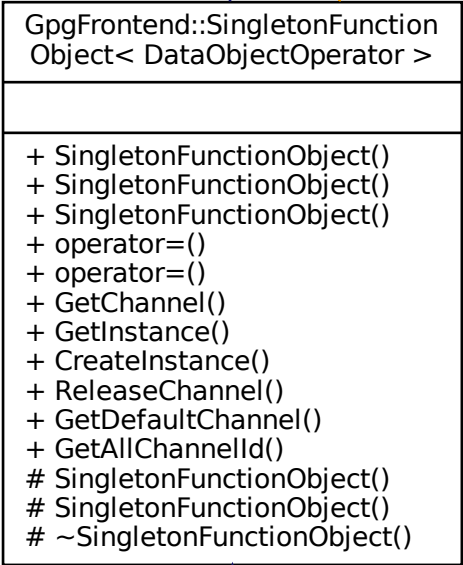 GpgFrontend::SingletonFunction
Object< DataObjectOperator >
+ SingletonFunctionObject()
+ SingletonFunctionObject()
+ SingletonFunctionObject()
+ operator=()
+ operator=()
+ GetChannel()
+ GetInstance()
+ CreateInstance()
+ ReleaseChannel()
+ GetDefaultChannel()
+ GetAllChannelId()
# SingletonFunctionObject()
# SingletonFunctionObject()
# ~SingletonFunctionObject()